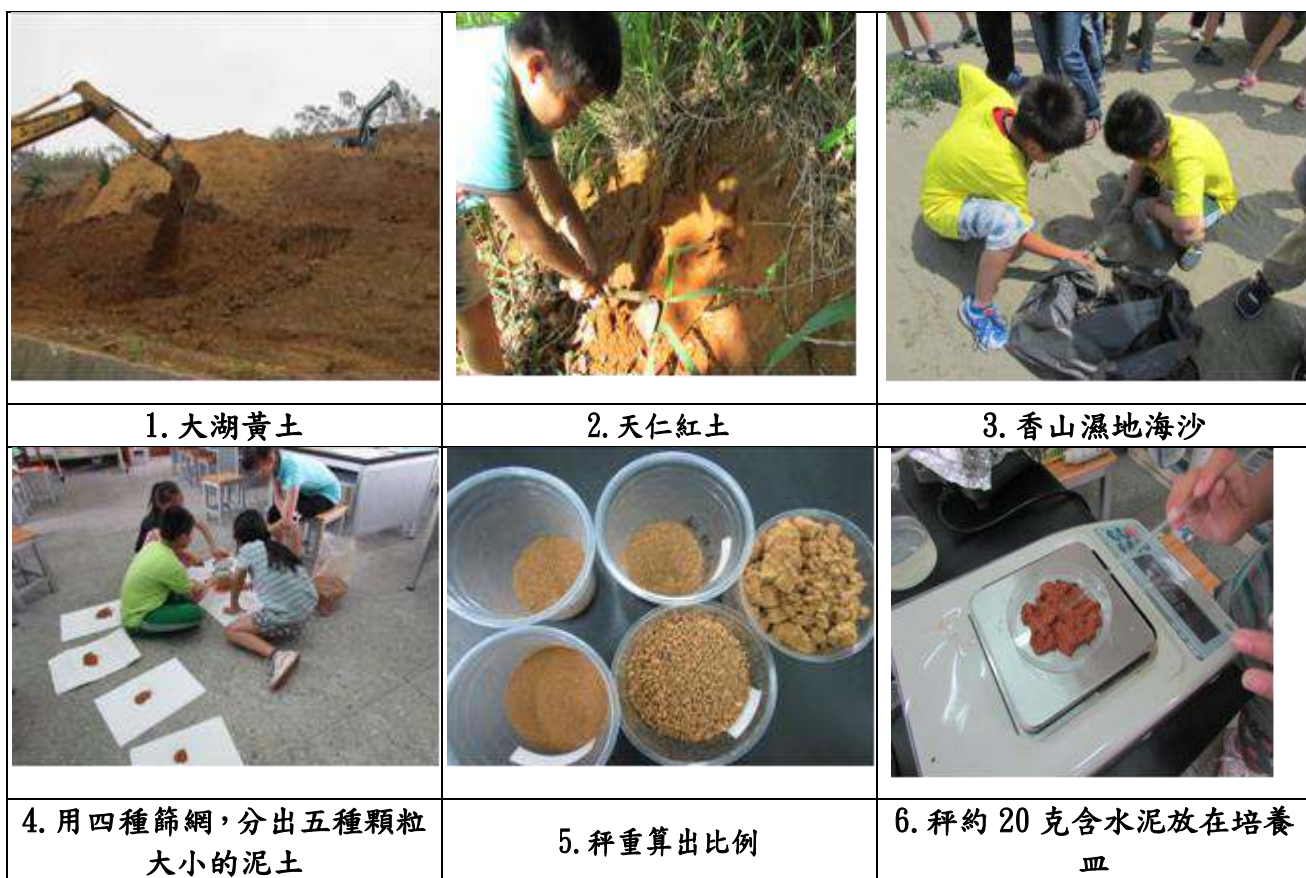 1.大湖黃土
2.天仁紅土
3.香山濕地海沙
4.用四種篩網，分出五種顆粒
大小的泥土
5.秤重算出比例
6.秤約 20 克含水泥放在培養
皿